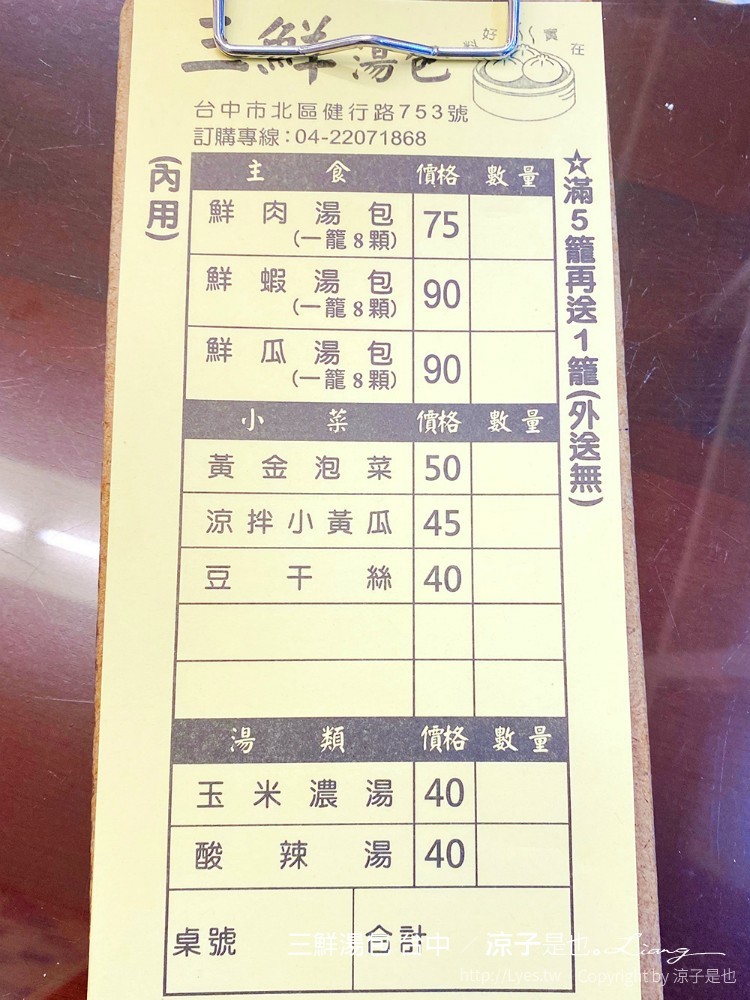 三鮮湯包
好 實在
台中市北區健行路753號
訂購專線:04-22071868
(內用)
☆滿5籠再送1籠(外送無)
主食 價格 數量
鮮肉湯包 75
(一籠8顆)
鮮蝦湯包 90
(一籠8顆)
鮮瓜湯包 90
(一籠8顆)
小菜 價格 數量
黃金泡菜 50
涼拌小黃瓜 45
豆干絲 40
湯類 價格 數量
玉米濃湯 40
酸辣湯 40
桌號 合計
三鮮湯包 台中 / 涼子是也。Liang
http://Lyes.tw - Copyright by 涼子是也